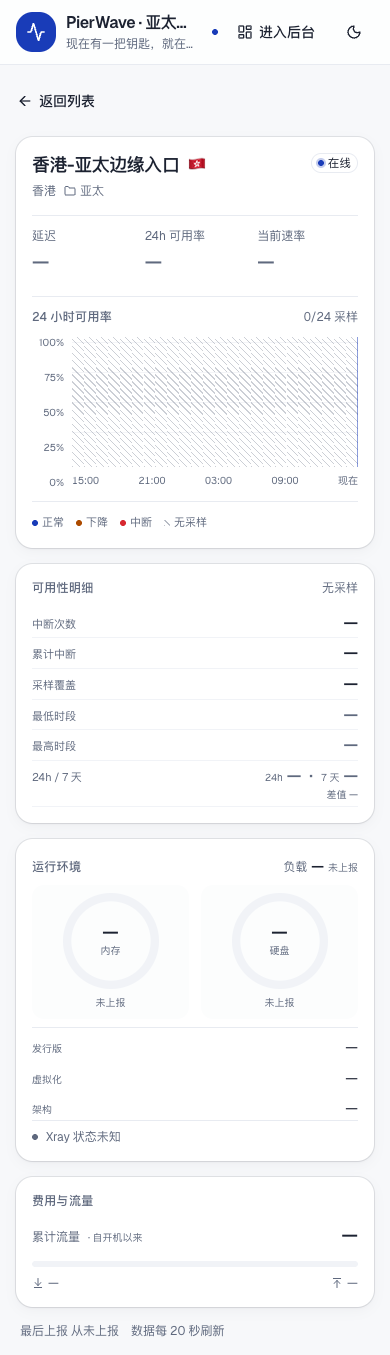 PierWave · 亚太…
现在有一把钥匙，就在…
进入后台
返回列表
香港-亚太边缘入口
在线
香港 亚太
延迟 24h 可用率 当前速率
— — —
24 小时可用率 0/24 采样
100%
75%
50%
25%
0%
15:00 21:00 03:00 09:00 现在
正常 下降 中断 无采样
可用性明细 无采样
中断次数 —
累计中断 —
采样覆盖 —
最低时段 —
最高时段 —
24h / 7 天 24h — · 7 天 —
差值 —
运行环境 负载 — 未上报
— —
内存 硬盘
未上报 未上报
发行版 —
虚拟化 —
架构 —
Xray 状态未知
费用与流量
累计流量 · 自开机以来 —
— —
最后上报 从未上报 数据每 20 秒刷新